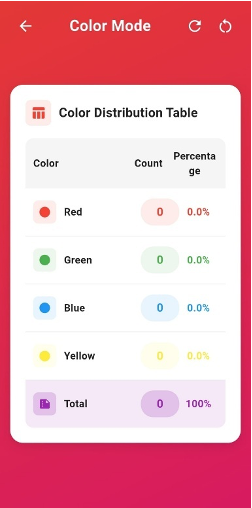 Color Mode
Color Distribution Table
Color Count Percenta
ge
Red 0 0.0%
Green 0 0.0%
Blue 0 0.0%
Yellow 0 0.0%
Total 0 100%